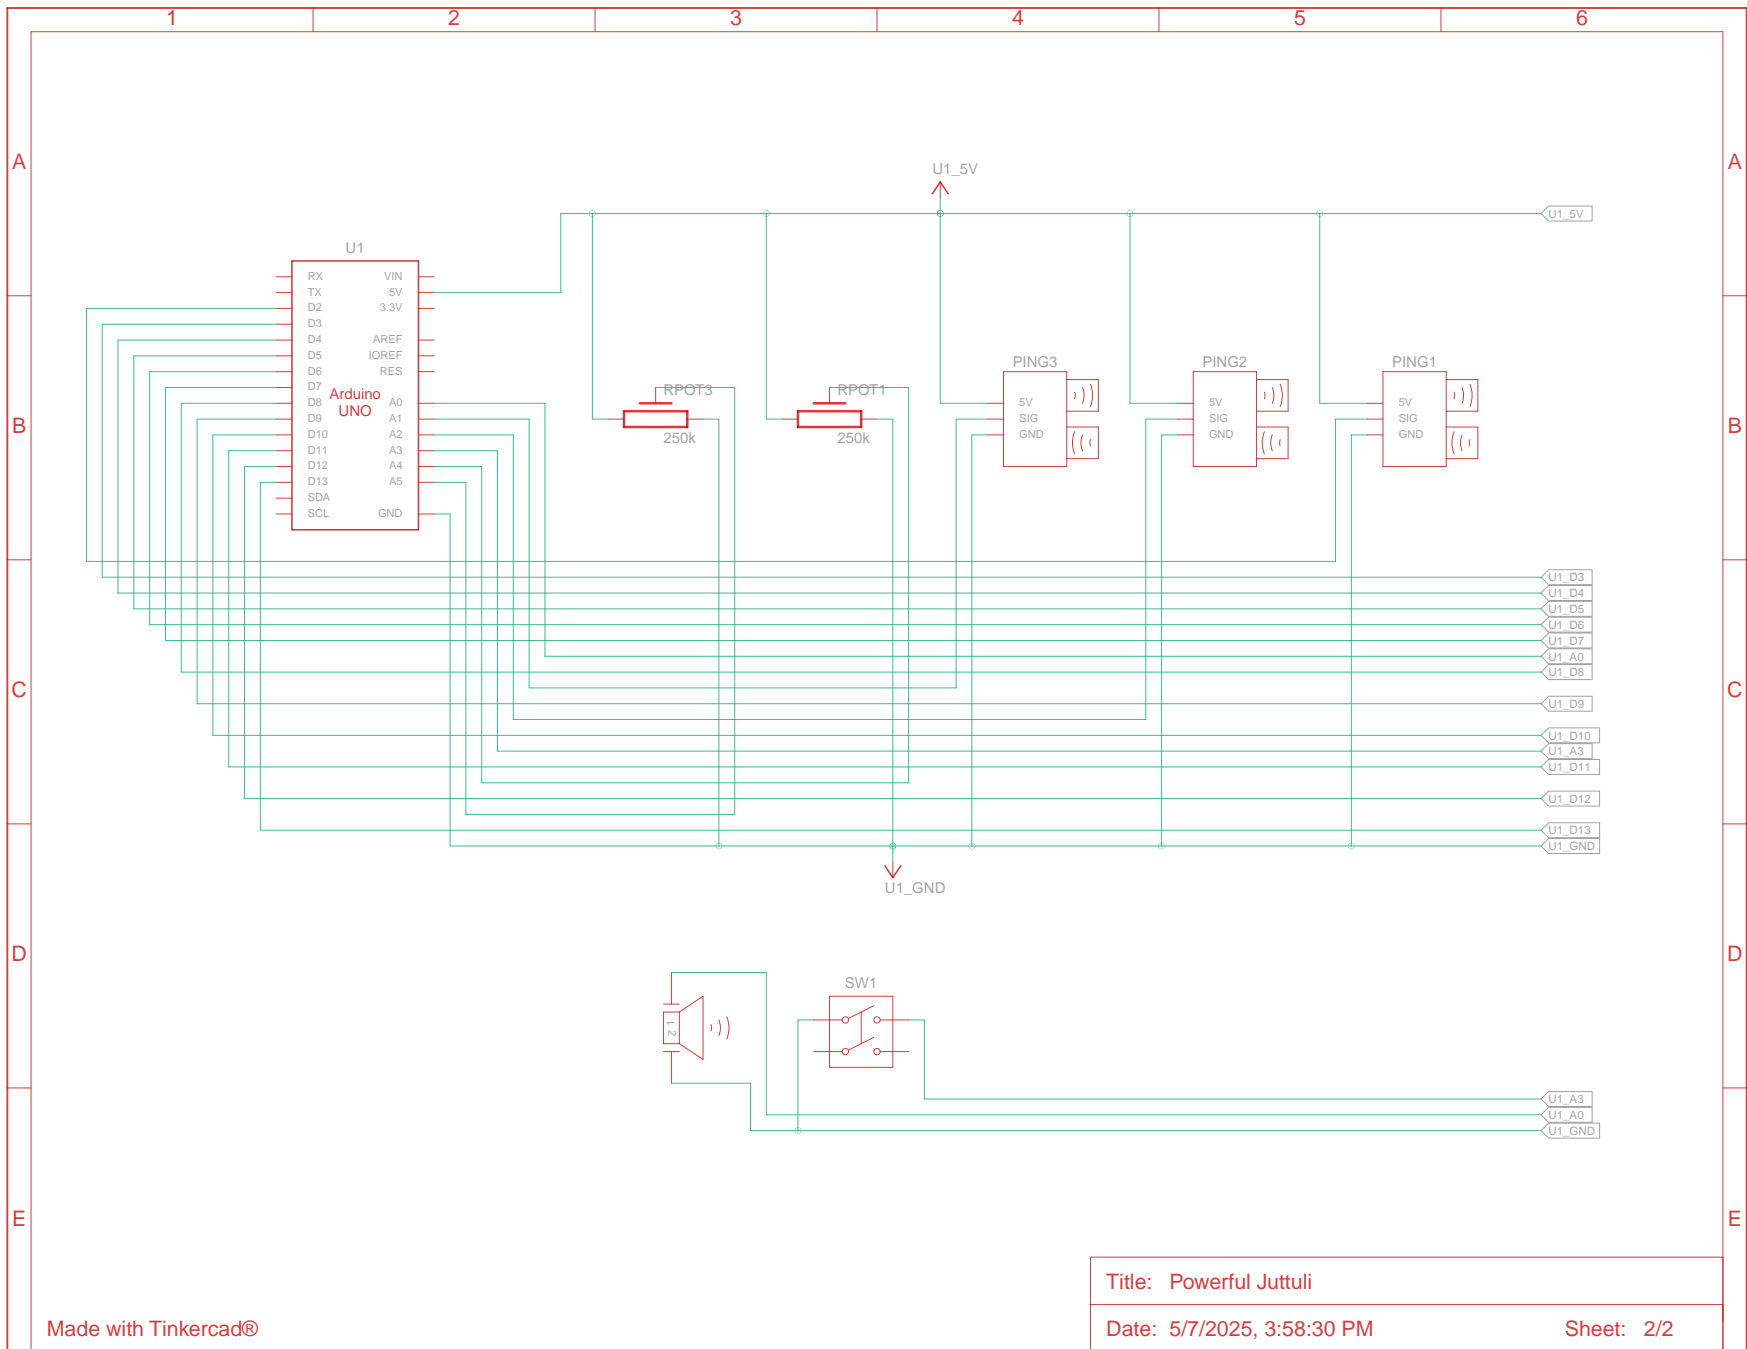 1 2 3 4 5 6
A A
U1_5V
U1_5V
U1
RX VIN
TX 5V
D2 3.3V
D3
D4 AREF
D5 IOREF
D6 RES
D7
Arduino
UNO
D8 A0
D9 A1
D10 A2
D11 A3
D12 A4
D13 A5
SDA
SCL GND
RPOT3
250k
RPOT1
250k
PING3
5V
SIG
GND
PING2
5V
SIG
GND
PING1
5V
SIG
GND
B B
U1_D3
U1_D4
U1_D5
U1_D6
U1_D7
U1_A0
U1_D8
C C
U1_D9
U1_D10
U1_A3
U1_D11
U1_D12
U1_D13
U1_GND
U1_GND
D D
1 2
SW1
U1_A3
U1_A0
U1_GND
E E
Title: Powerful Juttuli
Made with Tinkercad®
Date: 5/7/2025, 3:58:30 PM Sheet: 2/2